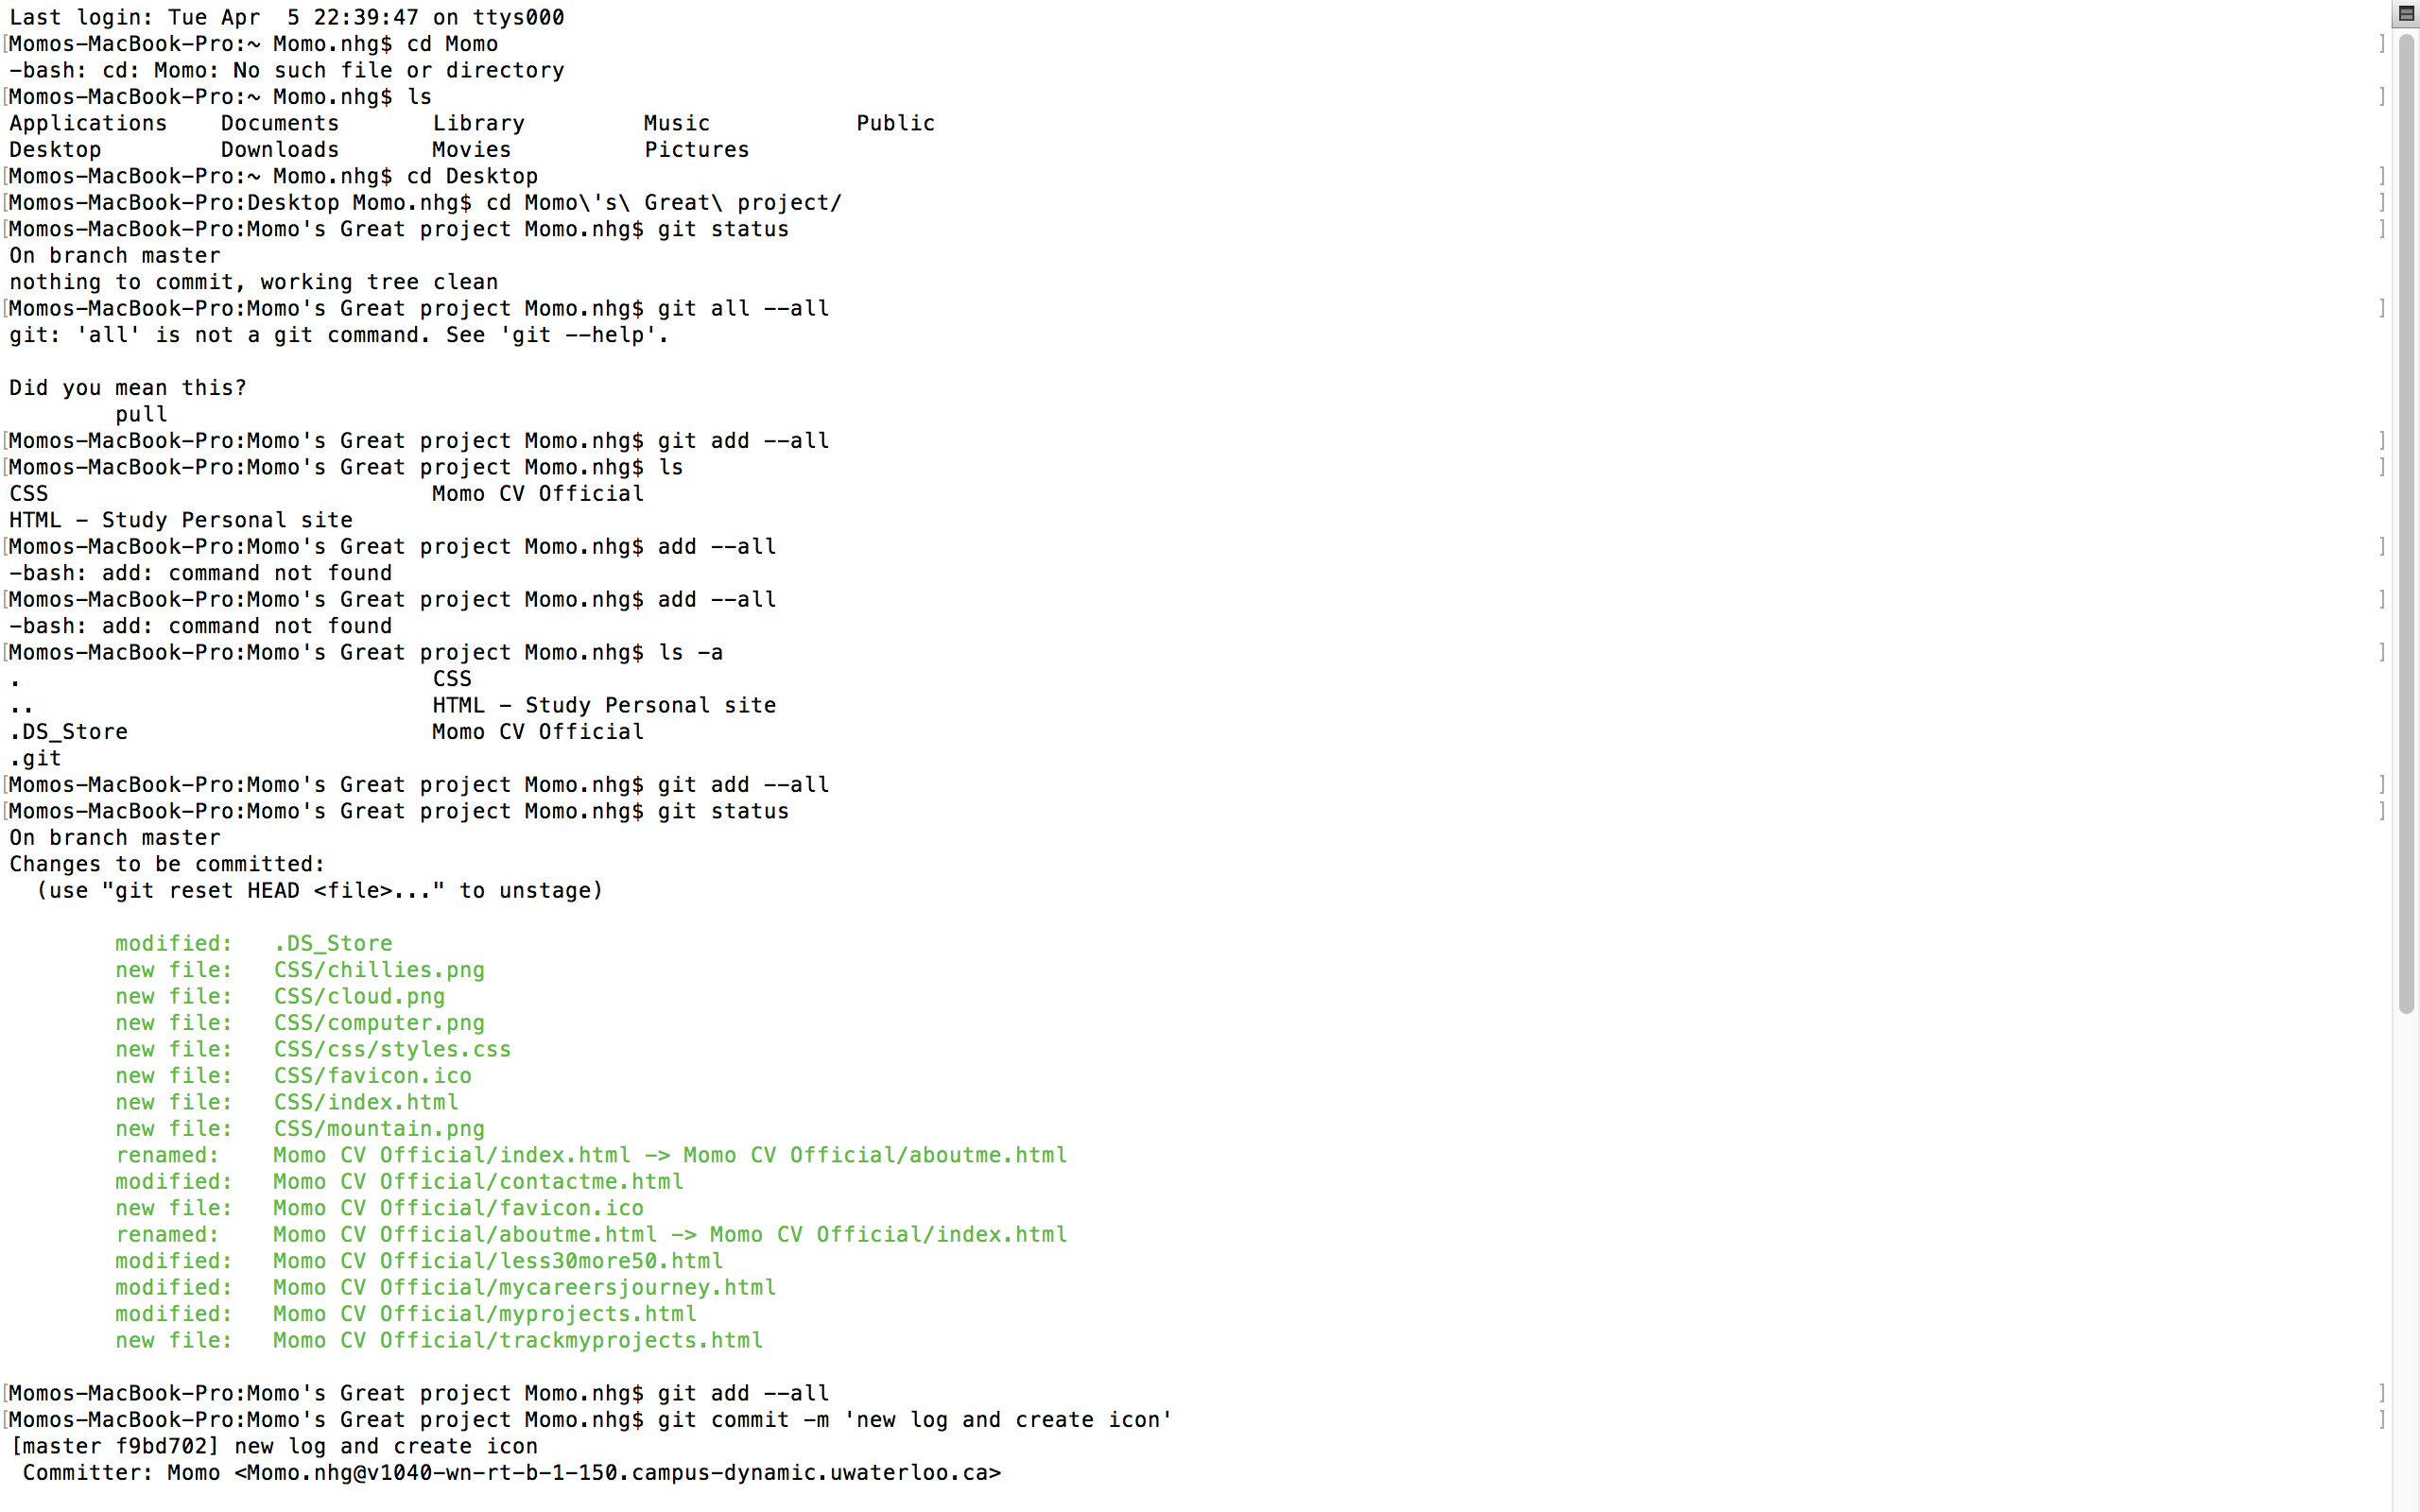 Last login: Tue Apr  5 22:39:47 on ttys000
[Momos-MacBook-Pro:~ Momo.nhg$ cd Momo ]
-bash: cd: Momo: No such file or directory
[Momos-MacBook-Pro:~ Momo.nhg$ ls ]
Applications    Documents       Library         Music           Public
Desktop         Downloads       Movies          Pictures
[Momos-MacBook-Pro:~ Momo.nhg$ cd Desktop ]
[Momos-MacBook-Pro:Desktop Momo.nhg$ cd Momo\'s\ Great\ project/ ]
[Momos-MacBook-Pro:Momo's Great project Momo.nhg$ git status ]
On branch master
nothing to commit, working tree clean
[Momos-MacBook-Pro:Momo's Great project Momo.nhg$ git all --all ]
git: 'all' is not a git command. See 'git --help'.
Did you mean this?
        pull
[Momos-MacBook-Pro:Momo's Great project Momo.nhg$ git add --all ]
[Momos-MacBook-Pro:Momo's Great project Momo.nhg$ ls ]
CSS                             Momo CV Official
HTML - Study Personal site
[Momos-MacBook-Pro:Momo's Great project Momo.nhg$ add --all ]
-bash: add: command not found
[Momos-MacBook-Pro:Momo's Great project Momo.nhg$ add --all ]
-bash: add: command not found
[Momos-MacBook-Pro:Momo's Great project Momo.nhg$ ls -a ]
.                               CSS
..                              HTML - Study Personal site
.DS_Store                       Momo CV Official
.git
[Momos-MacBook-Pro:Momo's Great project Momo.nhg$ git add --all ]
[Momos-MacBook-Pro:Momo's Great project Momo.nhg$ git status ]
On branch master
Changes to be committed:
  (use "git reset HEAD <file>..." to unstage)
        modified:   .DS_Store
        new file:   CSS/chillies.png
        new file:   CSS/cloud.png
        new file:   CSS/computer.png
        new file:   CSS/css/styles.css
        new file:   CSS/favicon.ico
        new file:   CSS/index.html
        new file:   CSS/mountain.png
        renamed:    Momo CV Official/index.html -> Momo CV Official/aboutme.html
        modified:   Momo CV Official/contactme.html
        new file:   Momo CV Official/favicon.ico
        renamed:    Momo CV Official/aboutme.html -> Momo CV Official/index.html
        modified:   Momo CV Official/less30more50.html
        modified:   Momo CV Official/mycareersjourney.html
        modified:   Momo CV Official/myprojects.html
        new file:   Momo CV Official/trackmyprojects.html
[Momos-MacBook-Pro:Momo's Great project Momo.nhg$ git add --all ]
[Momos-MacBook-Pro:Momo's Great project Momo.nhg$ git commit -m 'new log and create icon' ]
[master f9bd702] new log and create icon
 Committer: Momo <Momo.nhg@v1040-wn-rt-b-1-150.campus-dynamic.uwaterloo.ca>